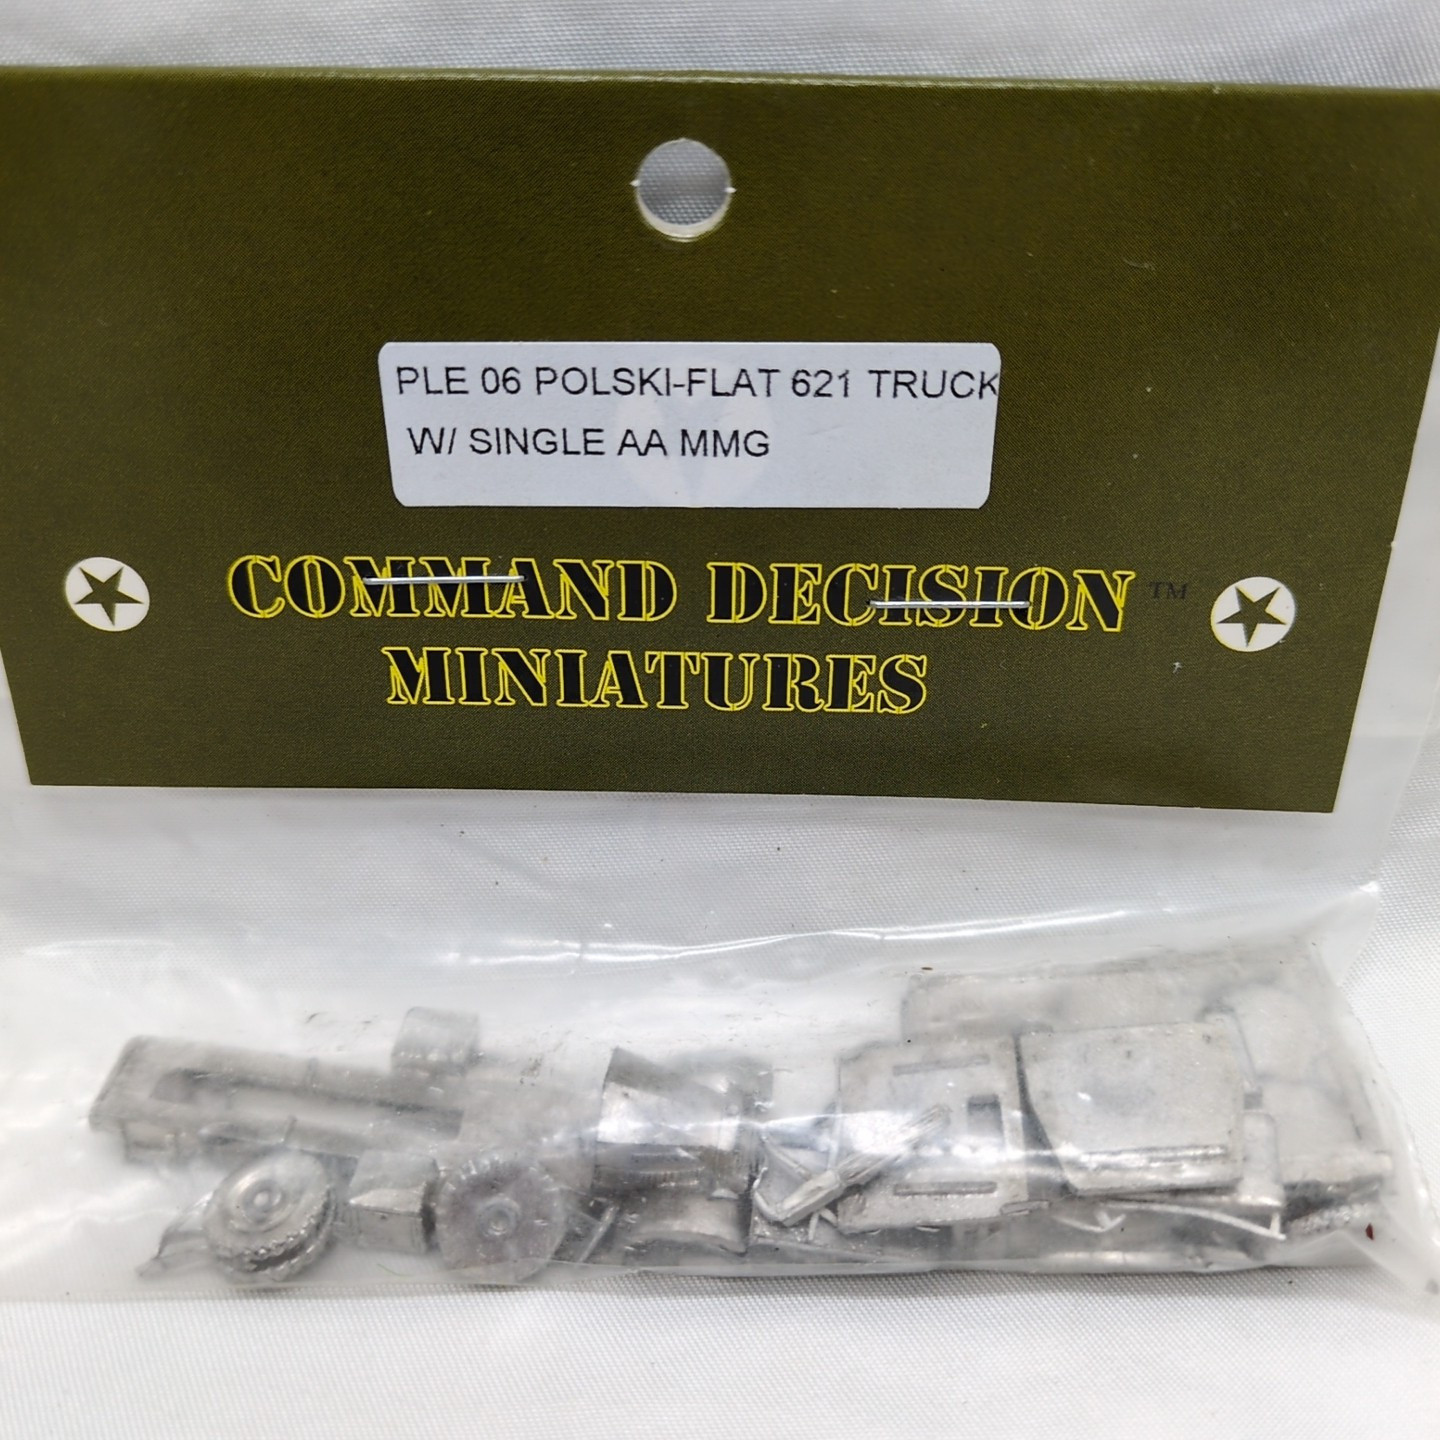 PLE 06 POLSKI-FLAT 621 TRUCK
W/ SINGLE AA MMG
COMMAND DECISION™
MINIATURES